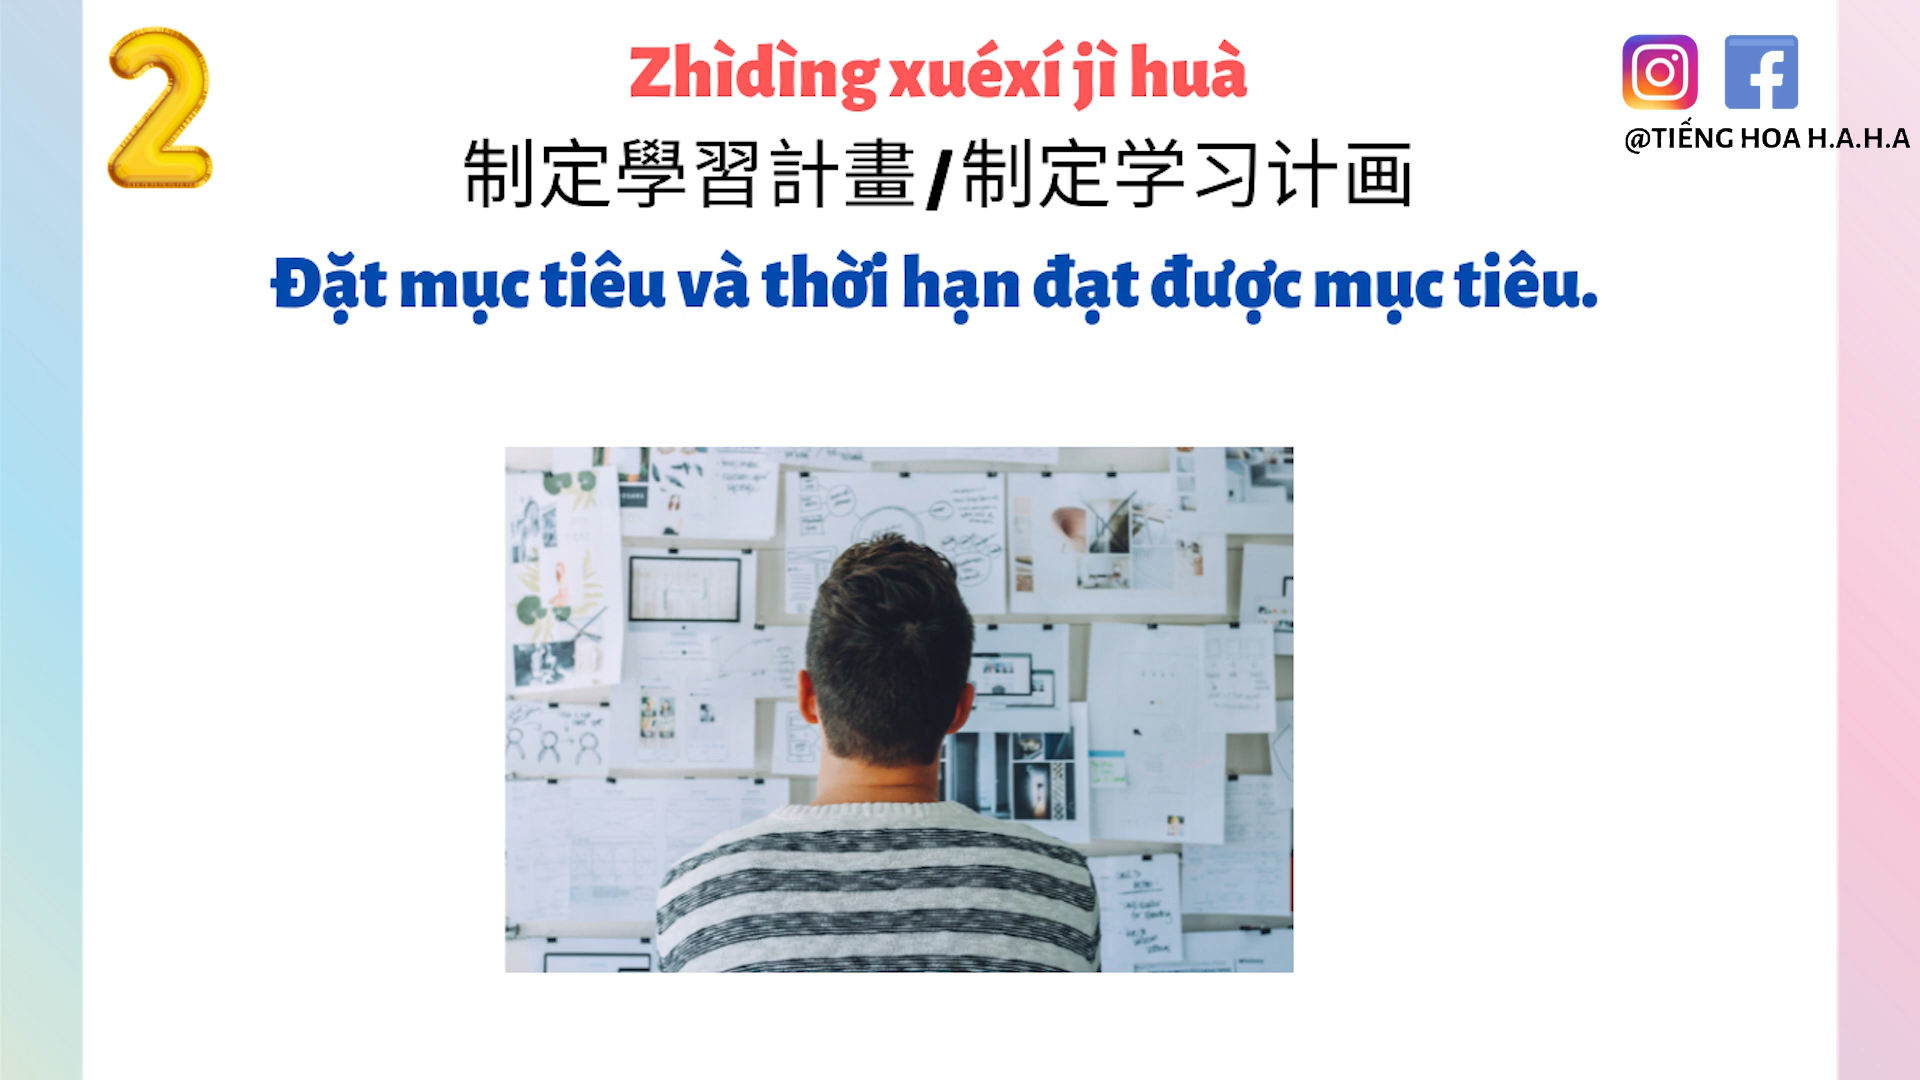 2
Zhìdìng xuéxí jì huà
@TIẾNG HOA H.A.H.A
制定學習計畫/制定学习计画
Đặt mục tiêu và thời hạn đạt được mục tiêu.